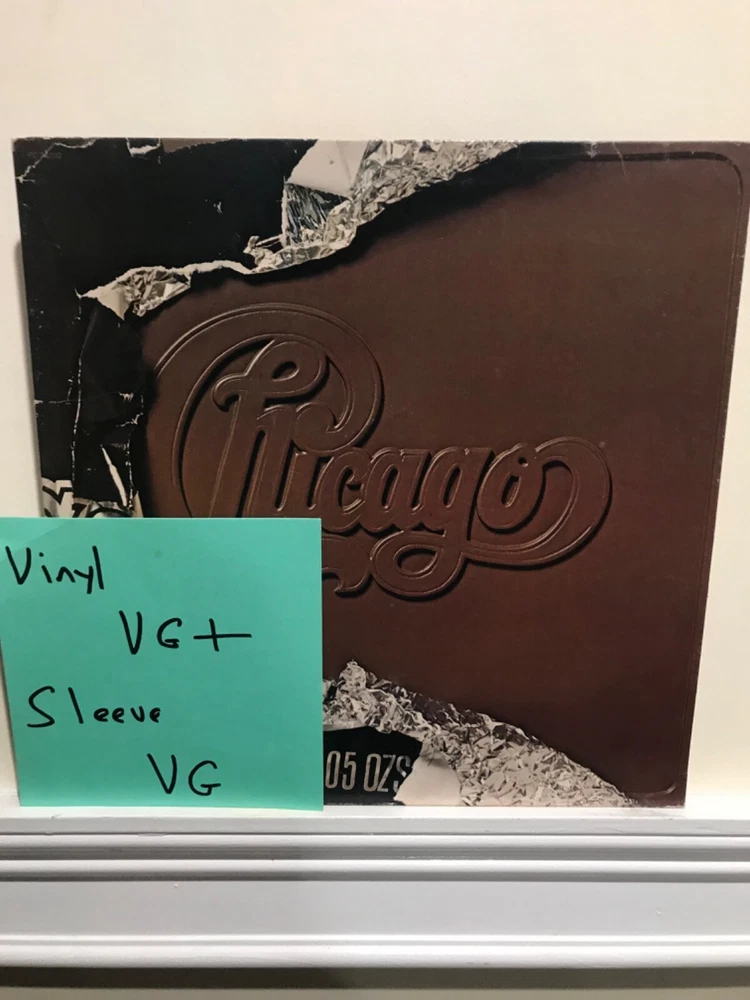 Chicago
Vinyl
VG+
Sleeve
VG
05 OZS